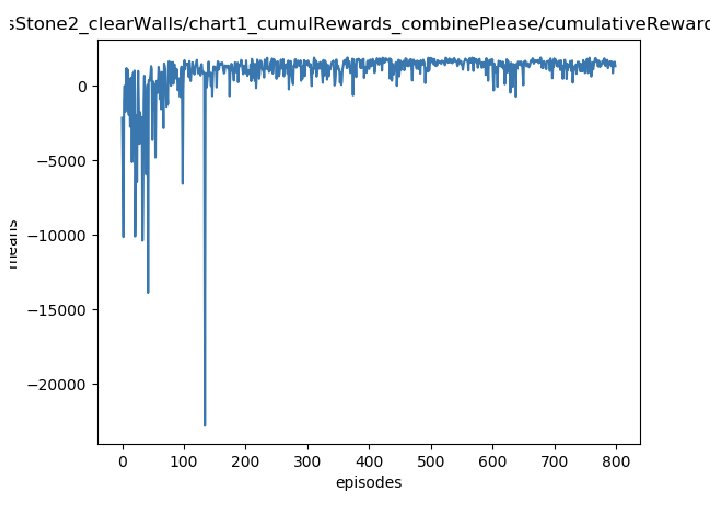 sStone2_clearWalls/chart1_cumulRewards_combinePlease/cumulativeReward
0
−5000
−10000
−15000
−20000
means
0 100 200 300 400 500 600 700 800
episodes